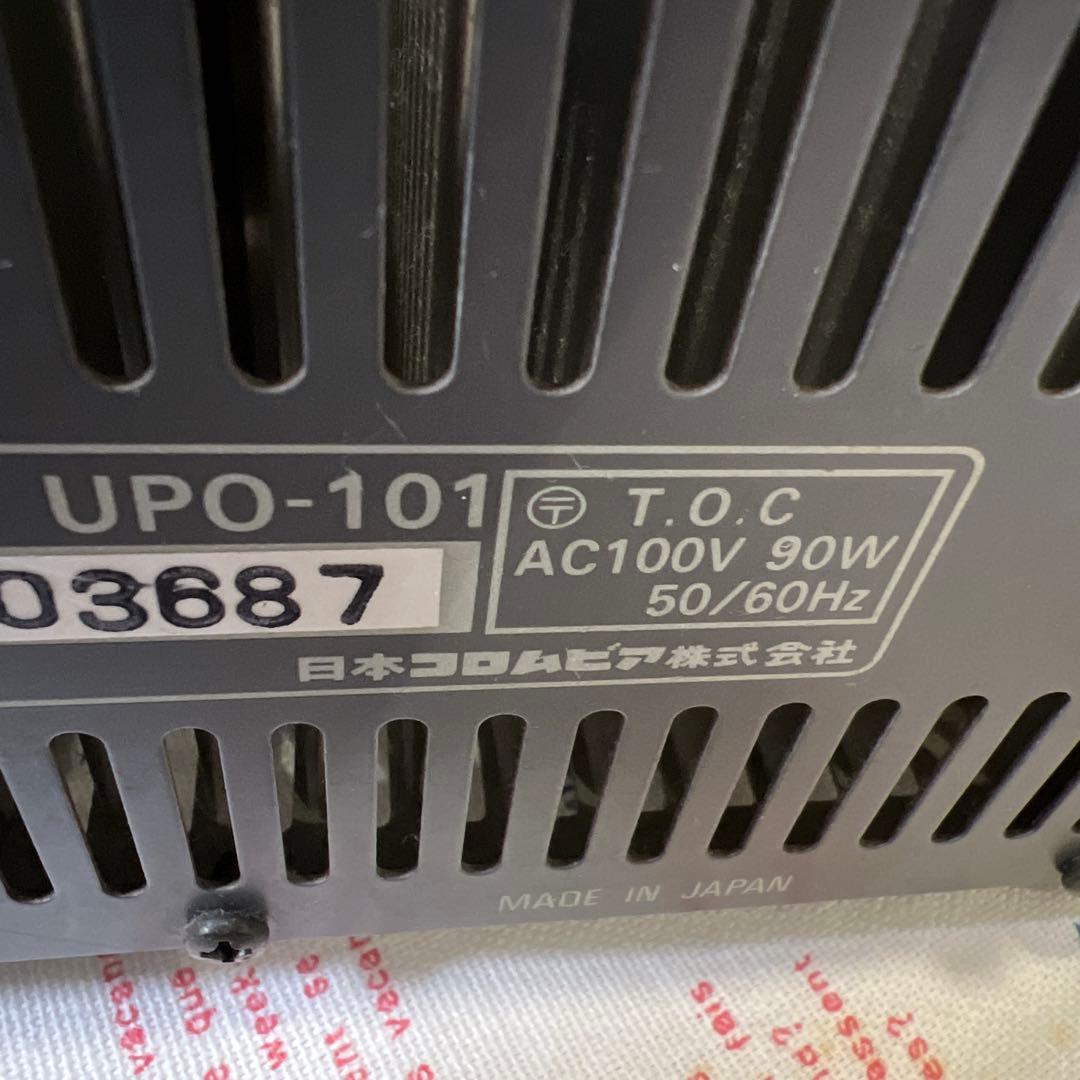 UPO-101
〶 T.O.C
AC100V 90W
50/60Hz
03687
日本コロムビア株式会社
MADE IN JAPAN